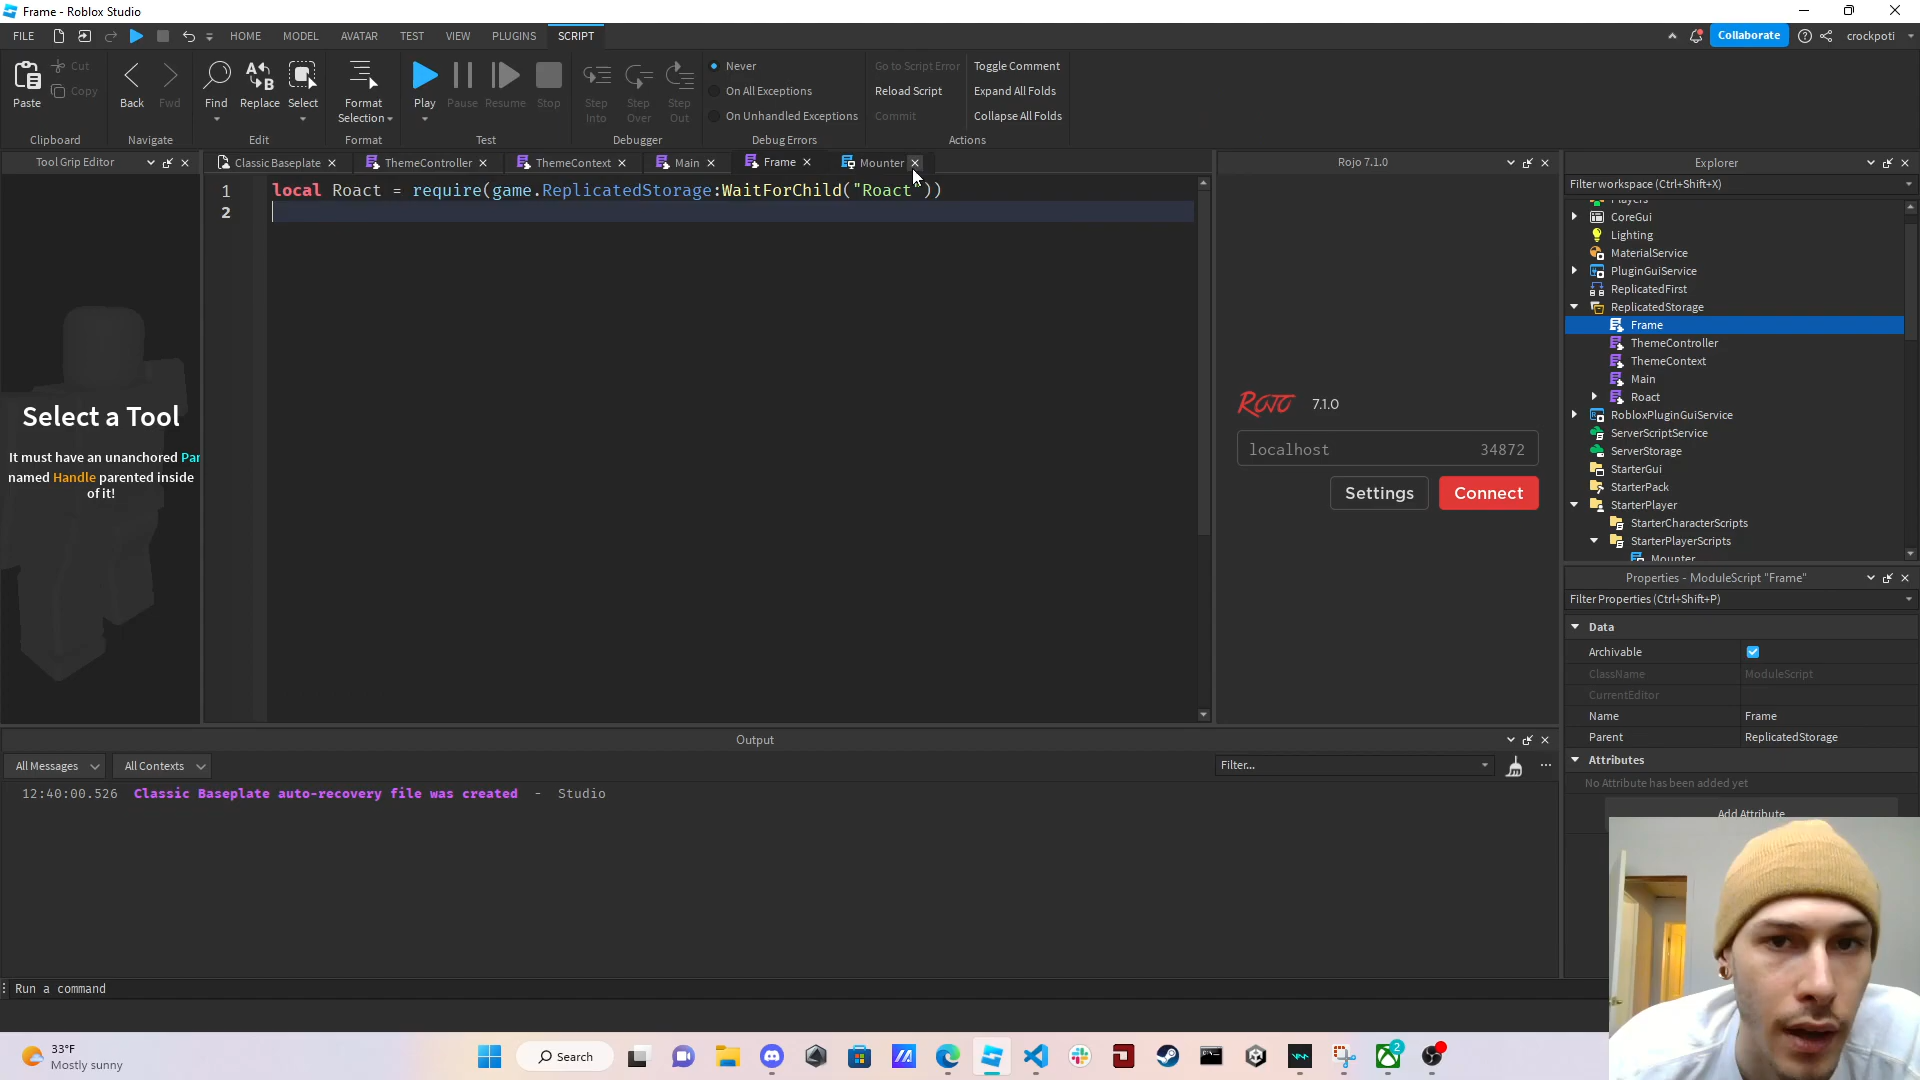 Frame - Roblox Studio
FILE HOME MODEL AVATAR TEST VIEW PLUGINS SCRIPT Collaborate crockpoti
Paste Cut Copy Back Fwd Find Replace Select Format Selection Play Pause Resume Stop Step Into Step Over Step Out
Never Go to Script Error Toggle Comment
On All Exceptions Reload Script Expand All Folds
On Unhandled Exceptions Commit Collapse All Folds
Clipboard Navigate Edit Format Test Debugger Debug Errors Actions
Tool Grip Editor Classic Baseplate ThemeController ThemeContext Main Frame Mounter Rojo 7.1.0 Explorer
1 local Roact = require(game.ReplicatedStorage:WaitForChild("Roact"))
2
Select a Tool
It must have an unanchored Par
named Handle parented inside
of it!
ROJO 7.1.0
localhost 34872
Settings Connect
Filter workspace (Ctrl+Shift+X)
Players
CoreGui
Lighting
MaterialService
PluginGuiService
ReplicatedFirst
ReplicatedStorage
Frame
ThemeController
ThemeContext
Main
Roact
RobloxPluginGuiService
ServerScriptService
ServerStorage
StarterGui
StarterPack
StarterPlayer
StarterCharacterScripts
StarterPlayerScripts
Mounter
Properties - ModuleScript "Frame"
Filter Properties (Ctrl+Shift+P)
Data
Archivable
ClassName ModuleScript
CurrentEditor
Name Frame
Parent ReplicatedStorage
Attributes
No Attribute has been added yet
Add Attribute
Output
All Messages All Contexts Filter...
12:40:00.526 Classic Baseplate auto-recovery file was created - Studio
Run a command
33°F
Mostly sunny
Search
2